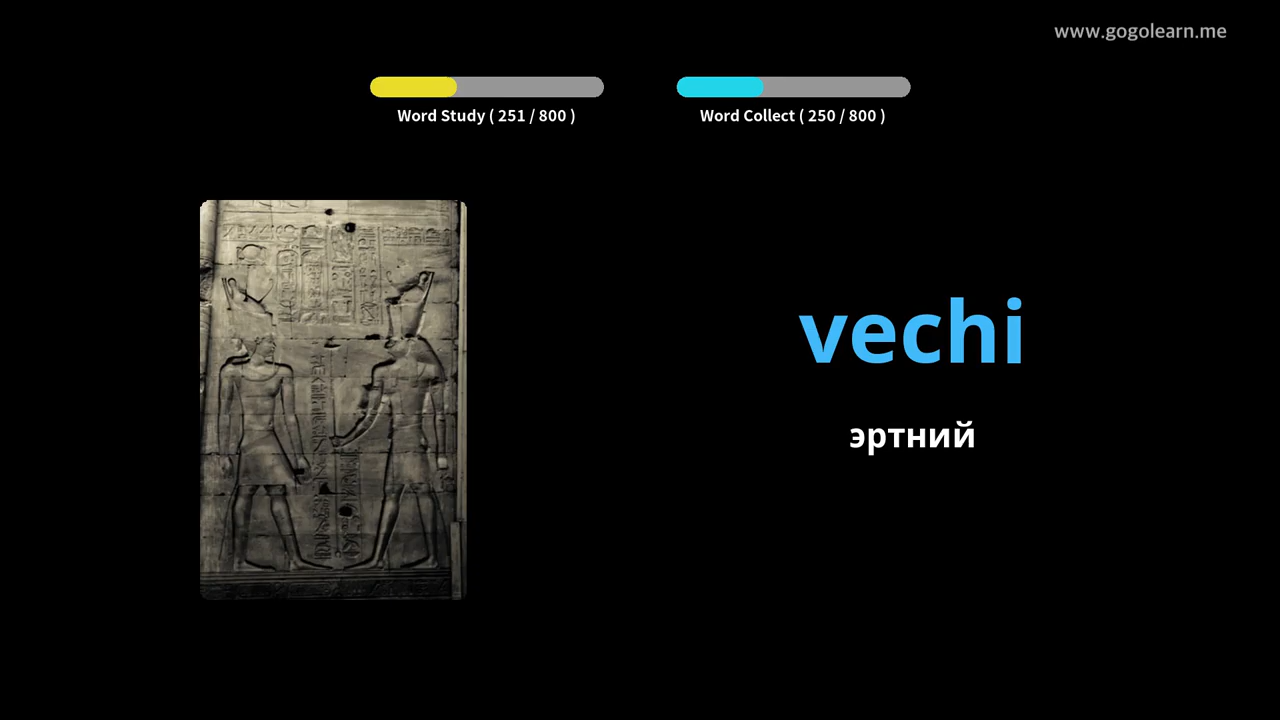 www.gogolearn.me
Word Study ( 251 / 800 )
Word Collect ( 250 / 800 )
vechi
эртний